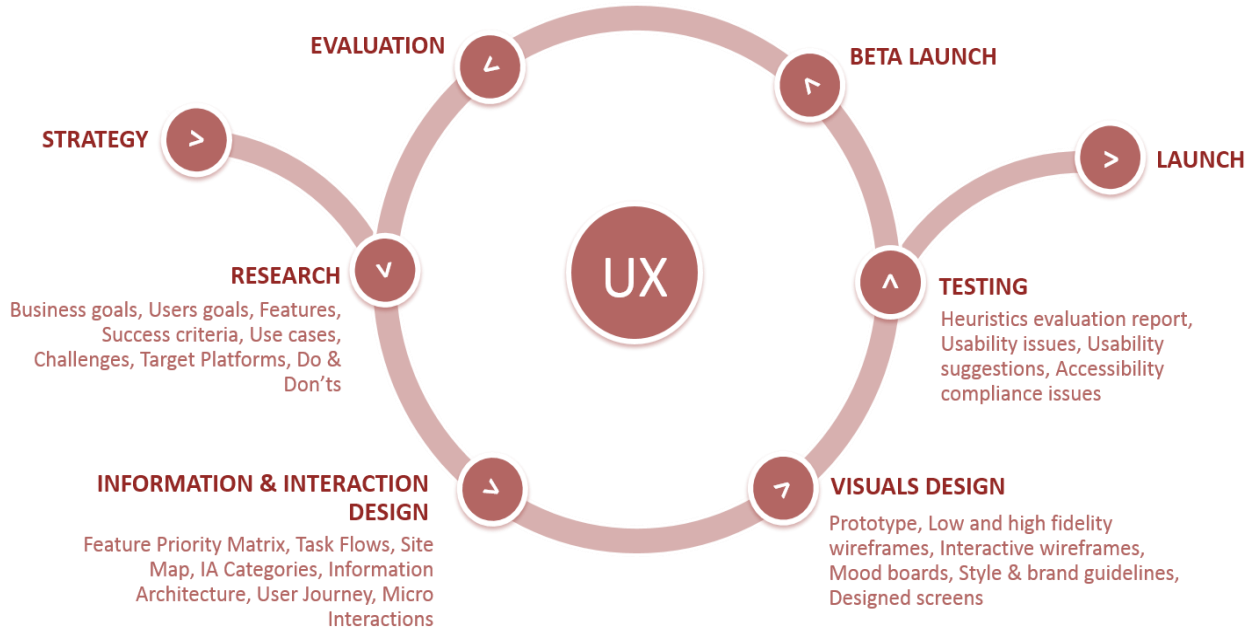 EVALUATION
BETA LAUNCH
STRATEGY
LAUNCH
UX
RESEARCH
Business goals, Users goals, Features,
Success criteria, Use cases,
Challenges, Target Platforms, Do &
Don’ts
TESTING
Heuristics evaluation report,
Usability issues, Usability
suggestions, Accessibility
compliance issues
INFORMATION & INTERACTION
DESIGN
Feature Priority Matrix, Task Flows, Site
Map, IA Categories, Information
Architecture, User Journey, Micro
Interactions
VISUALS DESIGN
Prototype, Low and high fidelity
wireframes, Interactive wireframes,
Mood boards, Style & brand guidelines,
Designed screens